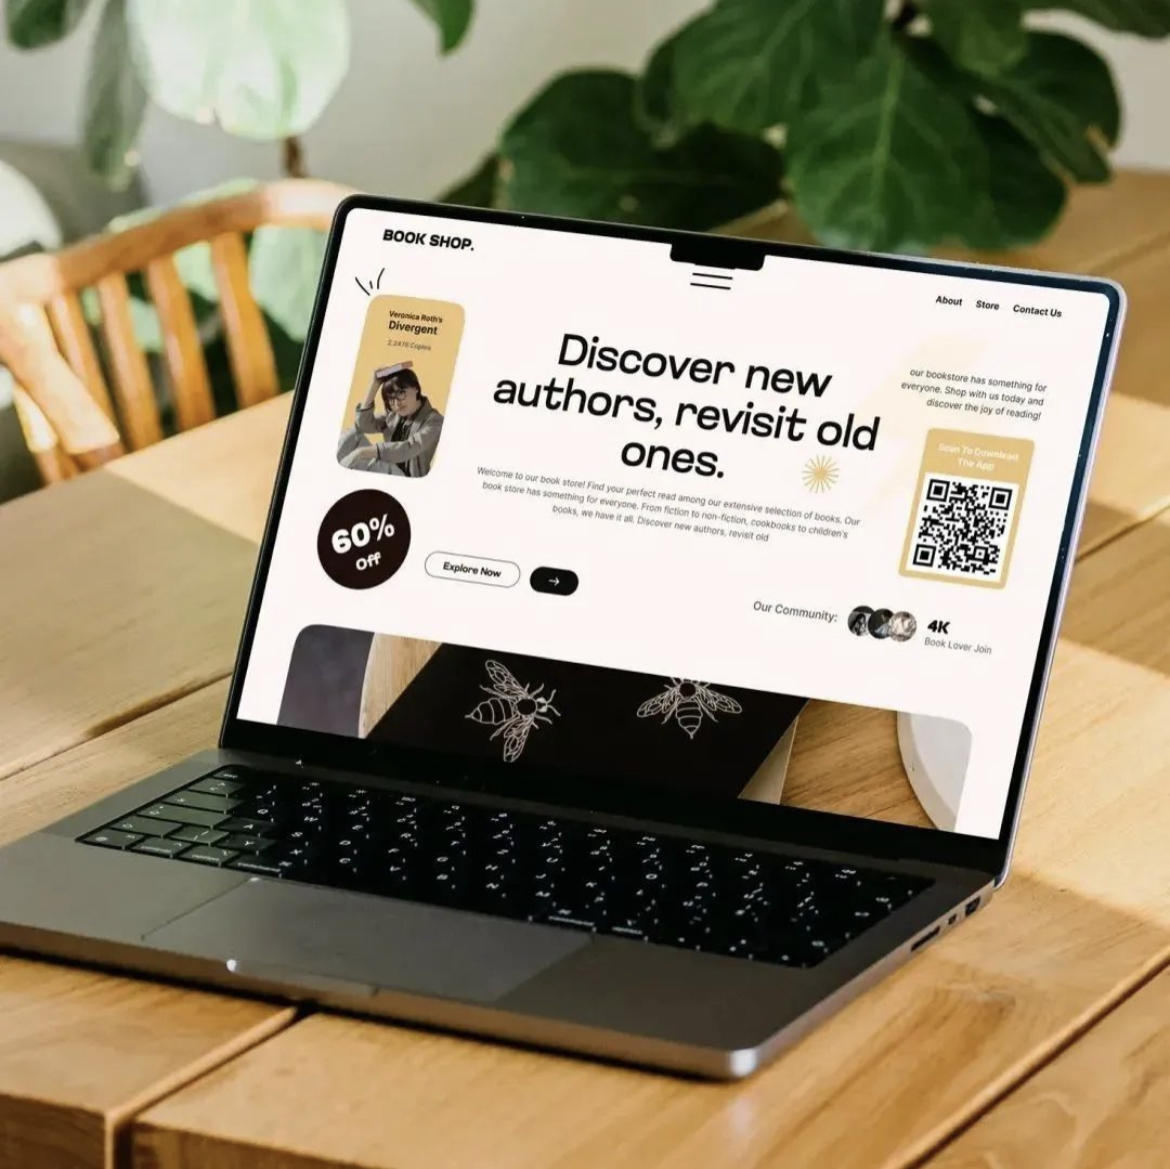 BOOK SHOP.
About Store Contact Us
Veronica Roth's
Divergent
Discover new
authors, revisit old
ones.
our bookstore has something for
everyone. Shop with us today and
discover the joy of reading!
Scan To Download
The App
Welcome to our book store! Find your perfect read among our extensive selection of books. Our
book store has something for everyone. From fiction to non-fiction, cookbooks to children's
books, we have it all. Discover new authors, revisit old
60%
Off
Explore Now
→
Our Community:
4K
Book Lover Join